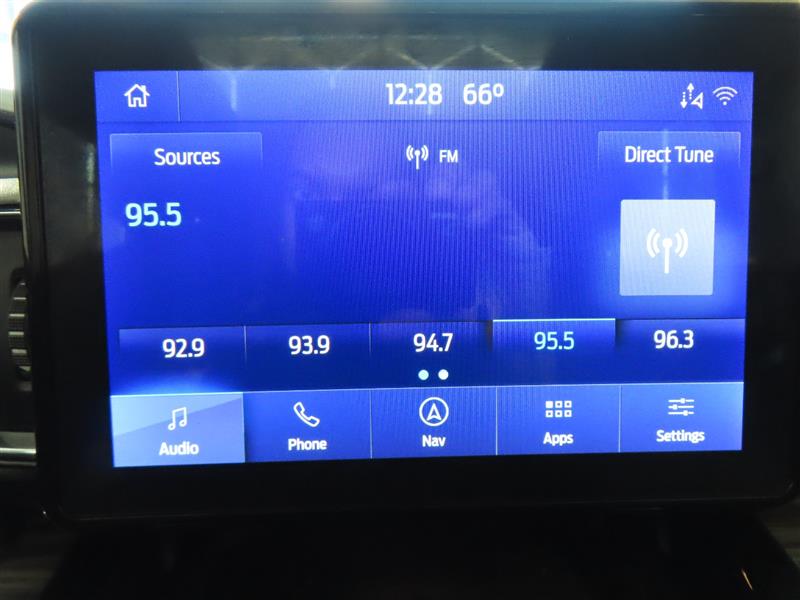 12:28 66°
Sources
FM
Direct Tune
95.5
92.9 93.9 94.7 95.5 96.3
Audio Phone Nav Apps Settings